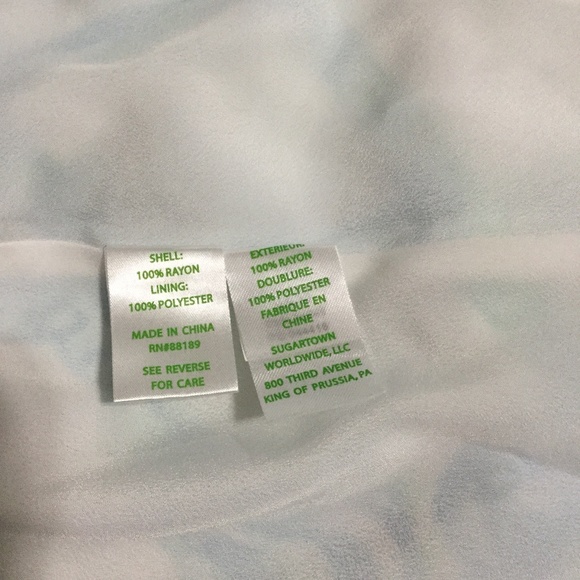 SHELL:
100% RAYON
LINING:
100% POLYESTER
MADE IN CHINA
RN#88189
SEE REVERSE
FOR CARE
EXTERIEUR:
100% RAYON
DOUBLURE:
100% POLYESTER
FABRIQUE EN
CHINE
SUGARTOWN
WORLDWIDE, LLC
800 THIRD AVENUE
KING OF PRUSSIA, PA